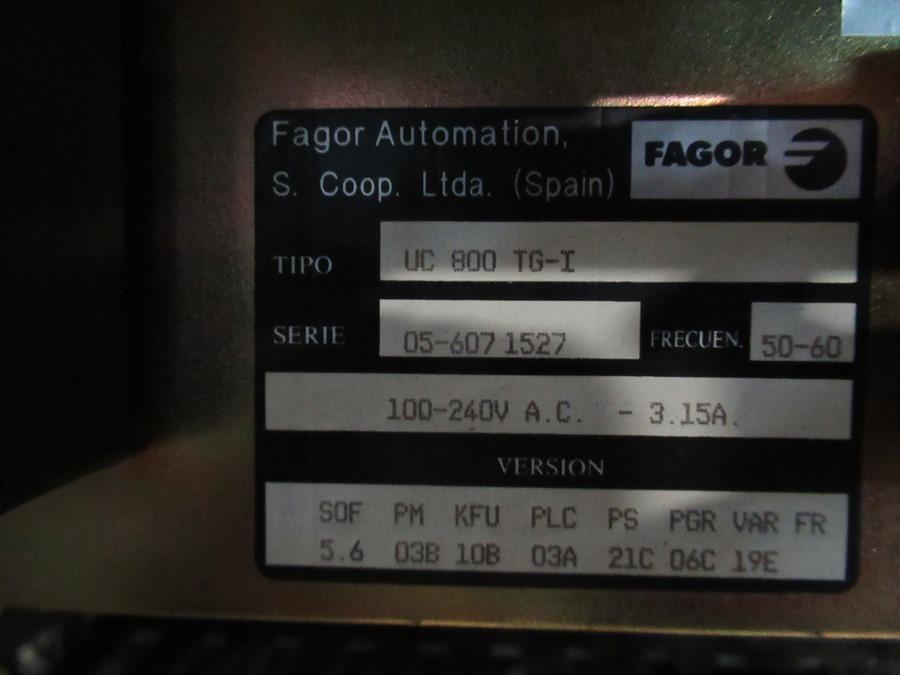 Fagor Automation,
S. Coop. Ltda. (Spain)
FAGOR
TIPO UC 800 TG-I
SERIE 05-607 1527 FRECUEN. 50-60
100-240V A.C. - 3.15A.
VERSION
SOF PM KFU PLC PS PGR VAR FR
5.6 03B 10B 03A 21C 06C 19E